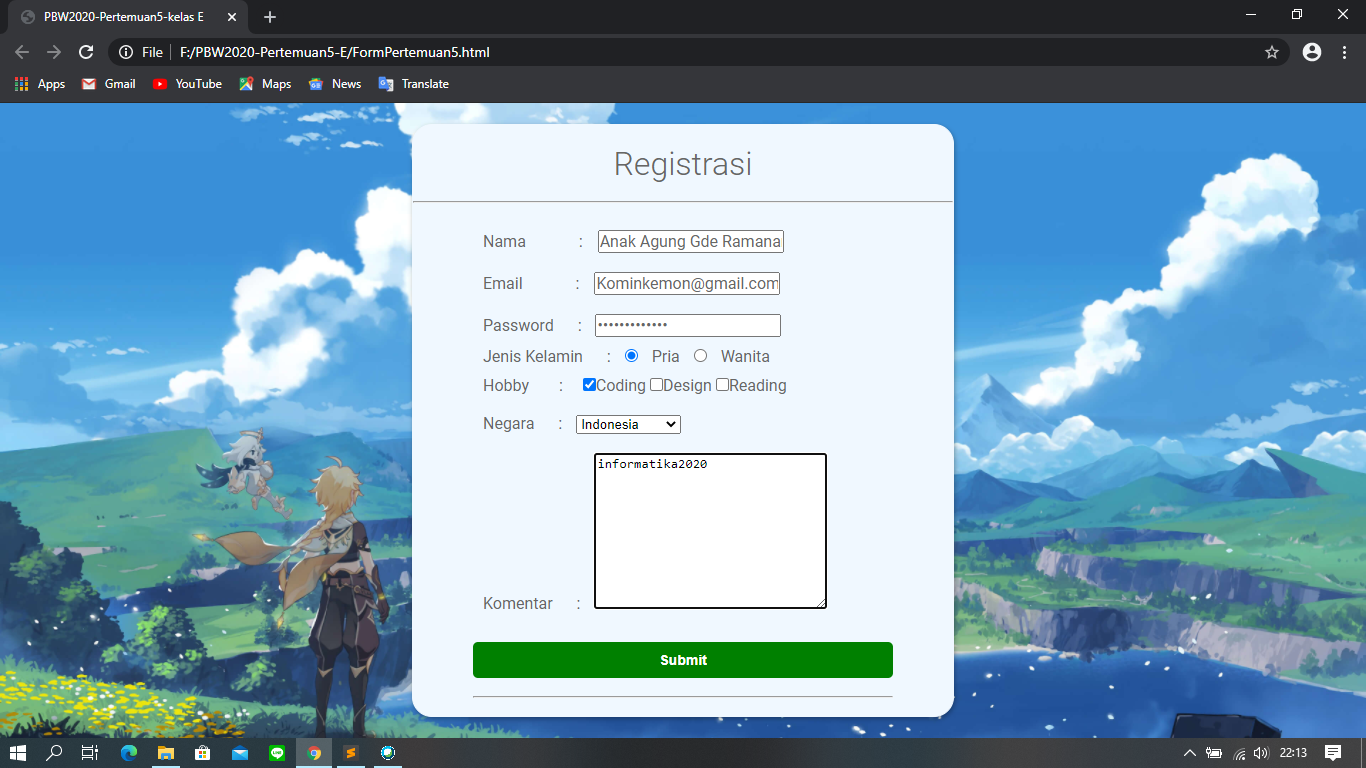 PBW2020-Pertemuan5-kelas E
File F:/PBW2020-Pertemuan5-E/FormPertemuan5.html
Apps Gmail YouTube Maps News Translate
Registrasi
Nama : Anak Agung Gde Ramana
Email : Kominkemon@gmail.com
Password : •••••••••••••
Jenis Kelamin : Pria Wanita
Hobby : Coding Design Reading
Negara : Indonesia
informatika2020
Komentar :
Submit
22:13